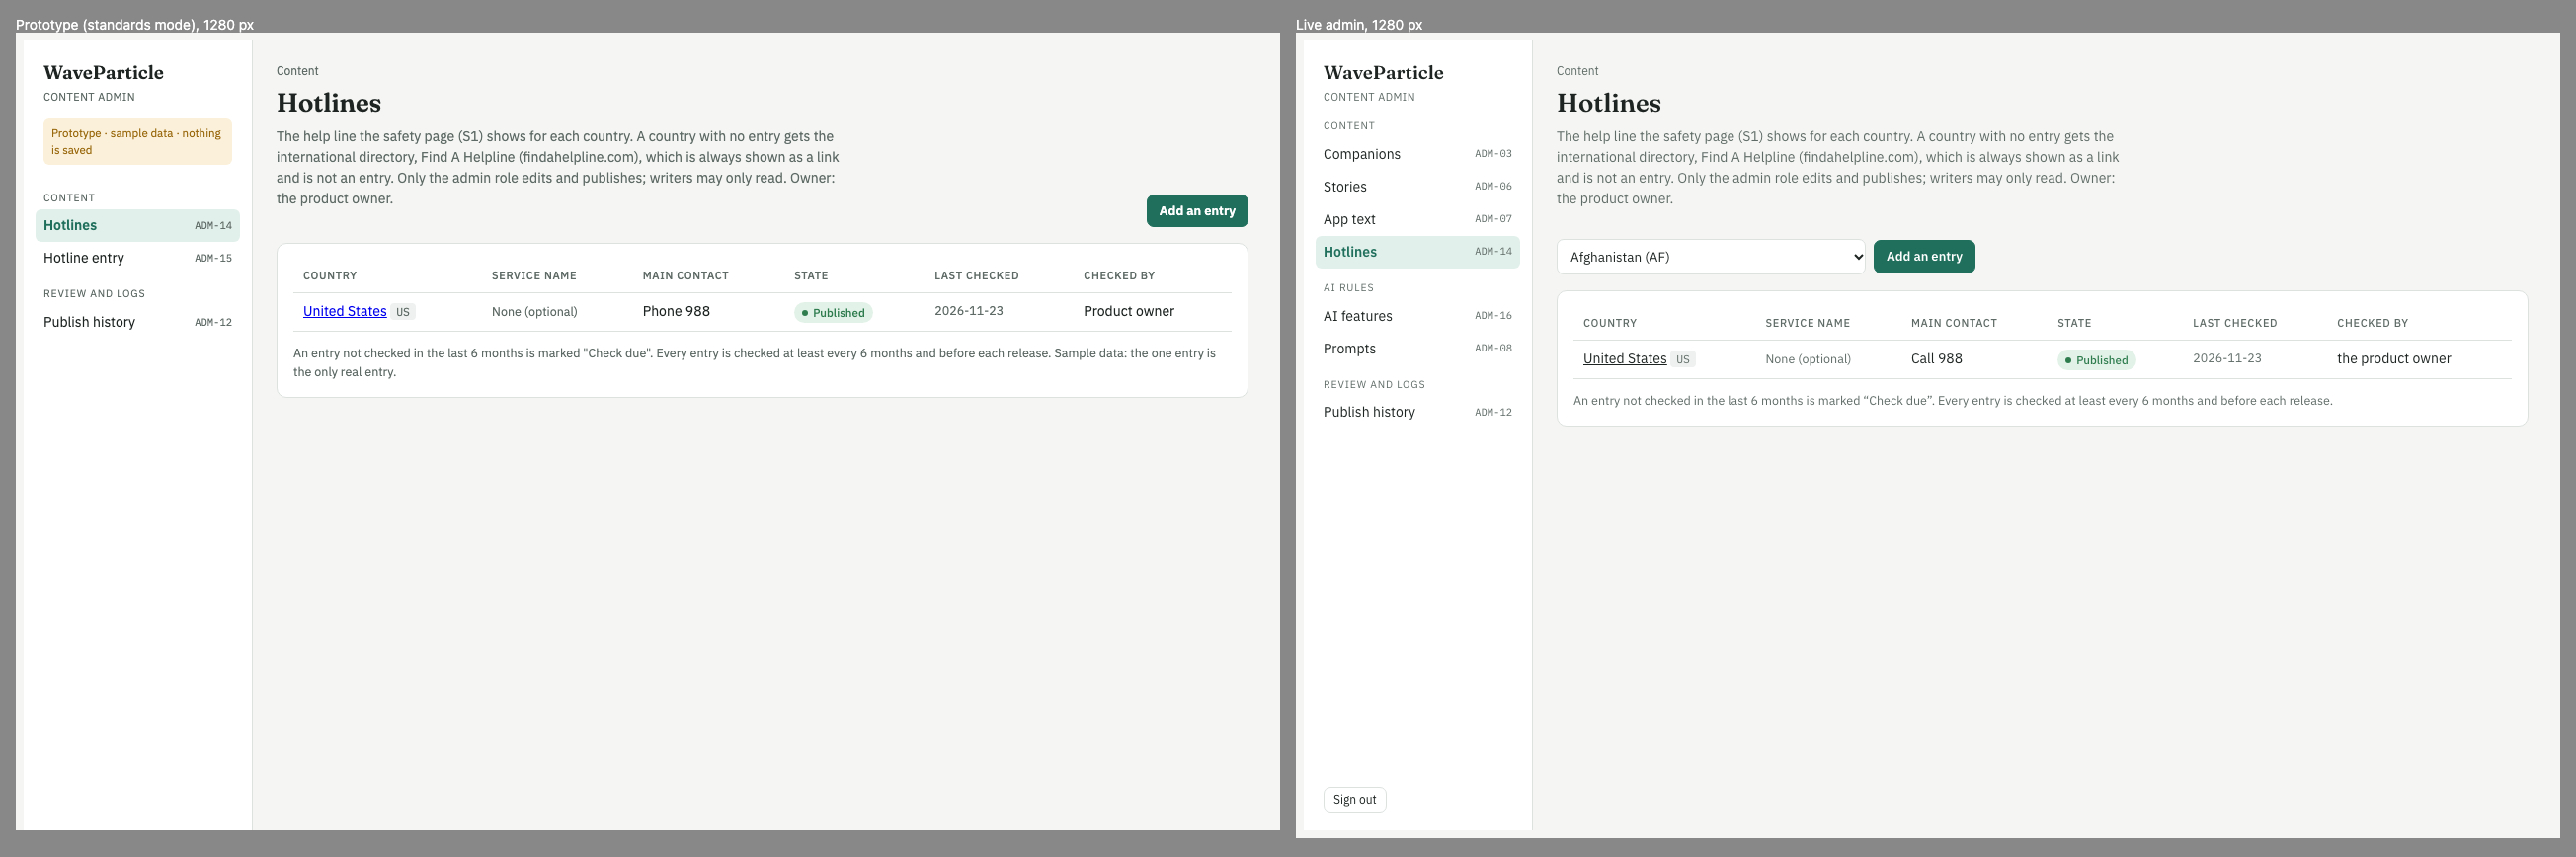 Prototype (standards mode), 1280 px
WaveParticle
CONTENT ADMIN
Prototype · sample data · nothing
is saved
CONTENT
Hotlines ADM-14
Hotline entry ADM-15
REVIEW AND LOGS
Publish history ADM-12
Content
Hotlines
The help line the safety page (S1) shows for each country. A country with no entry gets the
international directory, Find A Helpline (findahelpline.com), which is always shown as a link
and is not an entry. Only the admin role edits and publishes; writers may only read. Owner:
the product owner.
Add an entry
COUNTRY SERVICE NAME MAIN CONTACT STATE LAST CHECKED CHECKED BY
United States US None (optional) Phone 988 Published 2026-11-23 Product owner
An entry not checked in the last 6 months is marked "Check due". Every entry is checked at least every 6 months and before each release. Sample data: the one entry is
the only real entry.
Live admin, 1280 px
WaveParticle
CONTENT ADMIN
CONTENT
Companions ADM-03
Stories ADM-06
App text ADM-07
Hotlines ADM-14
AI RULES
AI features ADM-16
Prompts ADM-08
REVIEW AND LOGS
Publish history ADM-12
Sign out
Content
Hotlines
The help line the safety page (S1) shows for each country. A country with no entry gets the
international directory, Find A Helpline (findahelpline.com), which is always shown as a link
and is not an entry. Only the admin role edits and publishes; writers may only read. Owner:
the product owner.
Afghanistan (AF) Add an entry
COUNTRY SERVICE NAME MAIN CONTACT STATE LAST CHECKED CHECKED BY
United States US None (optional) Call 988 Published 2026-11-23 the product owner
An entry not checked in the last 6 months is marked “Check due”. Every entry is checked at least every 6 months and before each release.